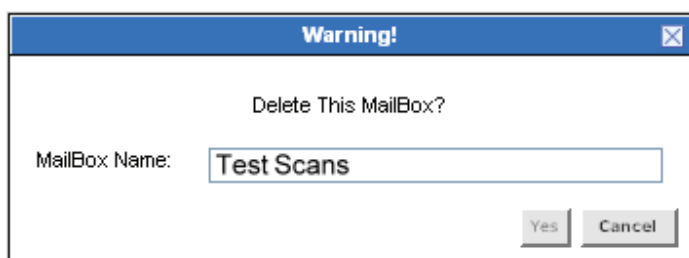 Warning!
Delete This MailBox?
MailBox Name: Test Scans
Yes Cancel